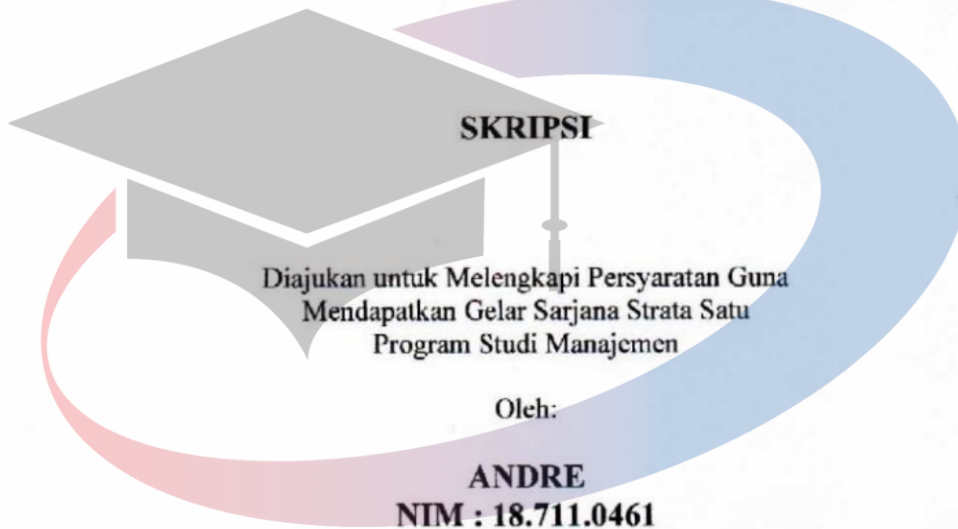 SKRIPSI
Diajukan untuk Melengkapi Persyaratan Guna
Mendapatkan Gelar Sarjana Strata Satu
Program Studi Manajemen
Oleh:
ANDRE
NIM : 18.711.0461